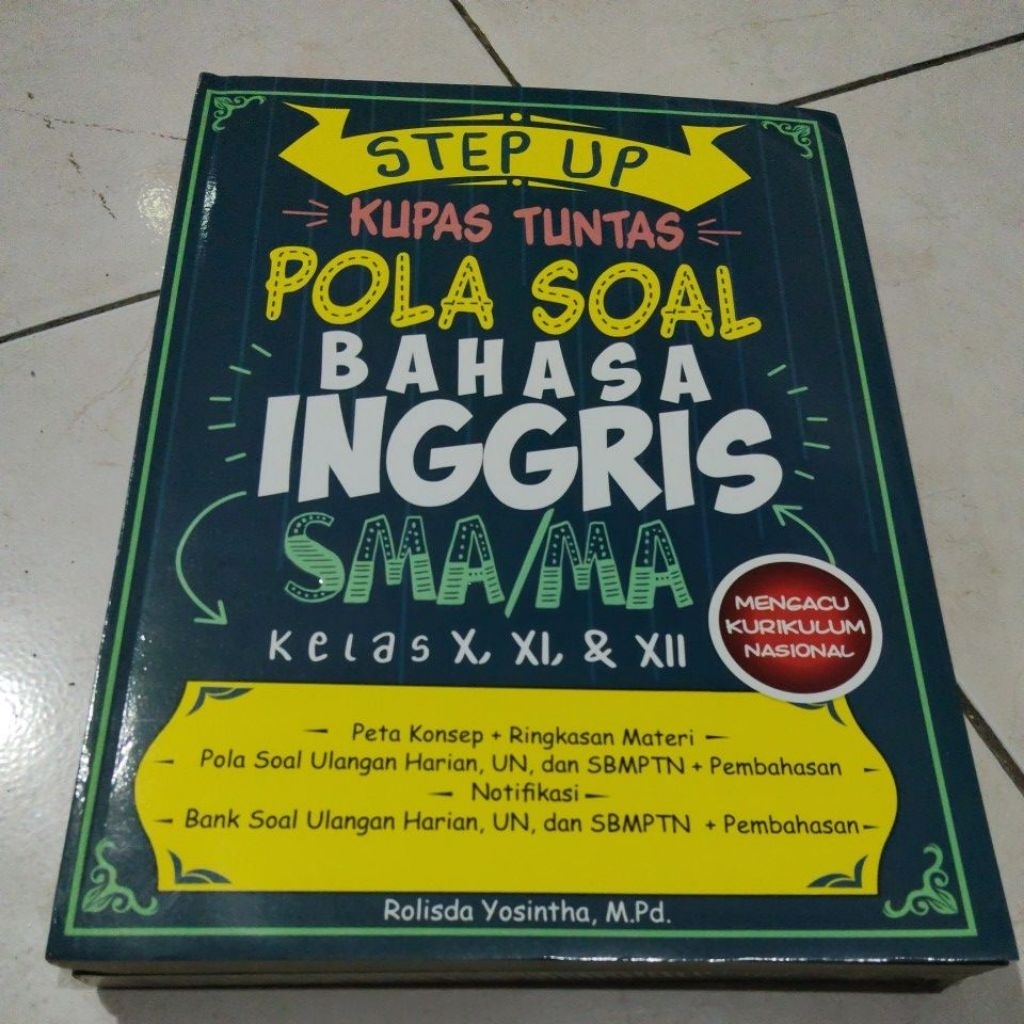 STEP UP
KUPAS TUNTAS
POLA SOAL
BAHASA
INGGRIS
SMA/MA
Kelas X, XI, & XII
MENGACU
KURIKULUM
NASIONAL
Peta Konsep + Ringkasan Materi
Pola Soal Ulangan Harian, UN, dan SBMPTN + Pembahasan
Notifikasi
Bank Soal Ulangan Harian, UN, dan SBMPTN + Pembahasan
Rolisda Yosintha, M.Pd.